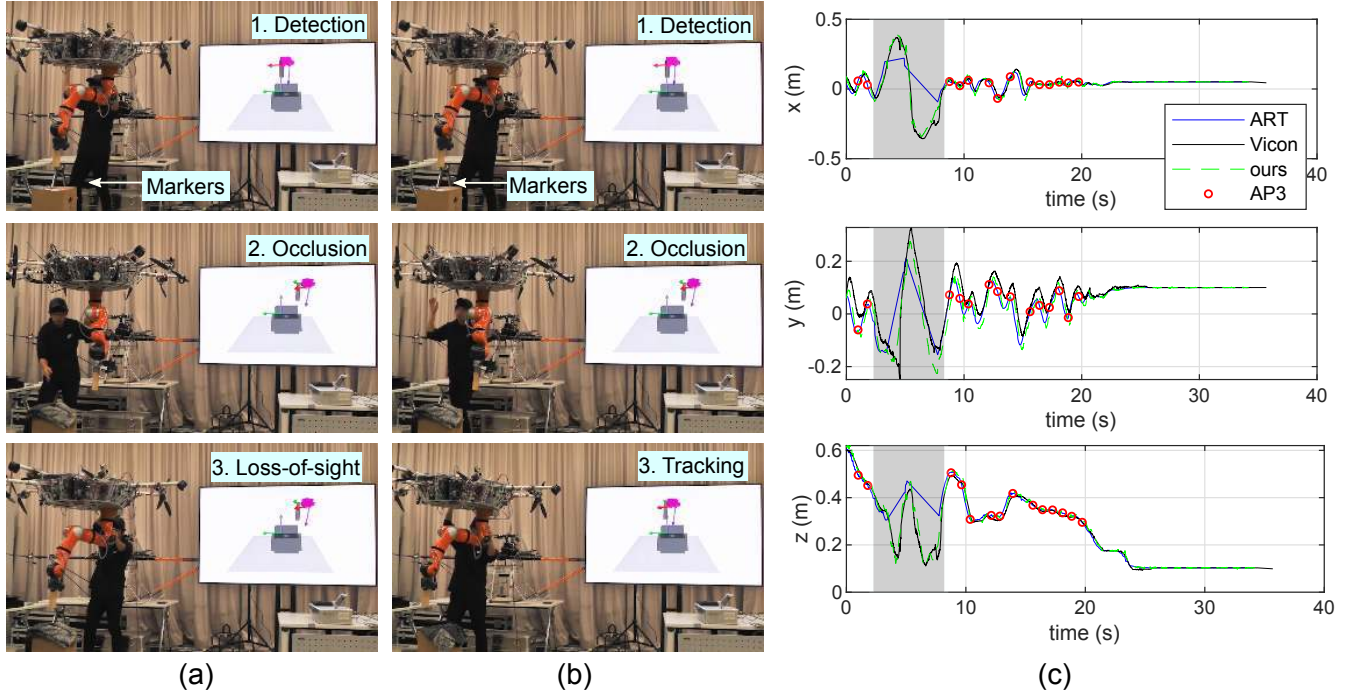 1. Detection
Markers
2. Occlusion
3. Loss-of-sight
(a)
1. Detection
Markers
2. Occlusion
3. Tracking
(b)
0.5
0
-0.5
x (m)
0 10 20 30 40
time (s)
ART
Vicon
ours
AP3
0.2
0
-0.2
y (m)
0 10 20 30 40
time (s)
0.6
0.4
0.2
0
z (m)
0 10 20 30 40
time (s)
(c)